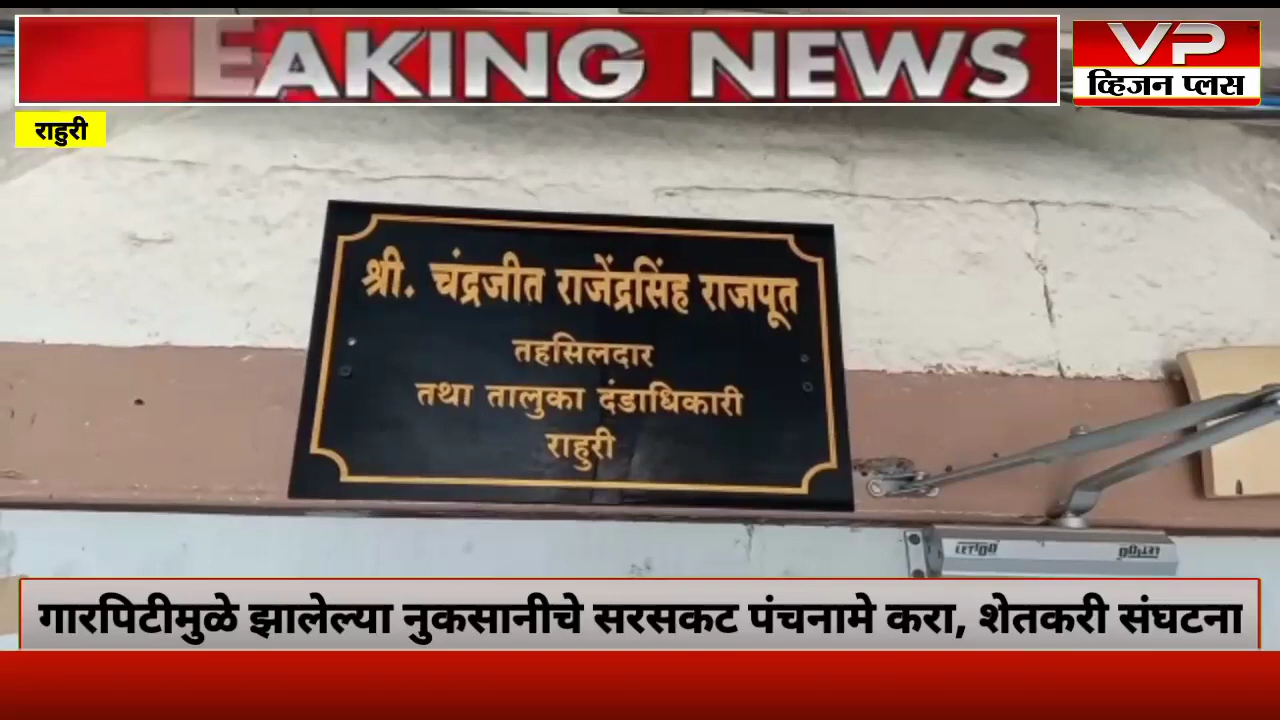 EAKING NEWS
VP
व्हिजन प्लस
राहुरी
श्री. चंद्रजीत राजेंद्रसिंह राजपूत
तहसिलदार
तथा तालुका दंडाधिकारी
राहुरी
गारपिटीमुळे झालेल्या नुकसानीचे सरसकट पंचनामे करा, शेतकरी संघटना